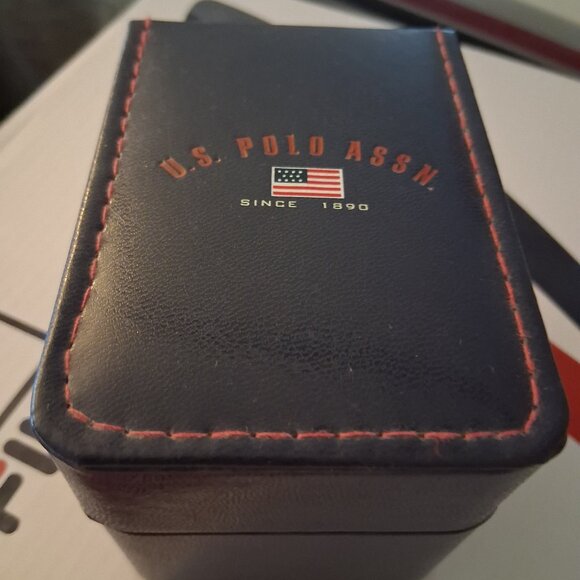 U.S. POLO ASSN.
SINCE 1890